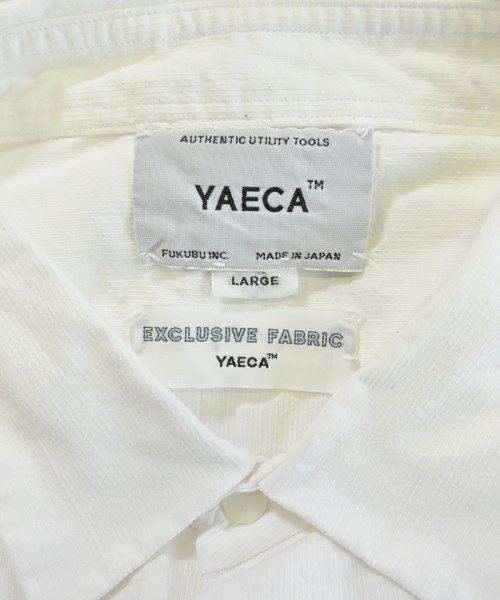 AUTHENTIC UTILITY TOOLS
YAECA™
FUKUBU INC. MADE IN JAPAN
LARGE
EXCLUSIVE FABRIC
YAECA™